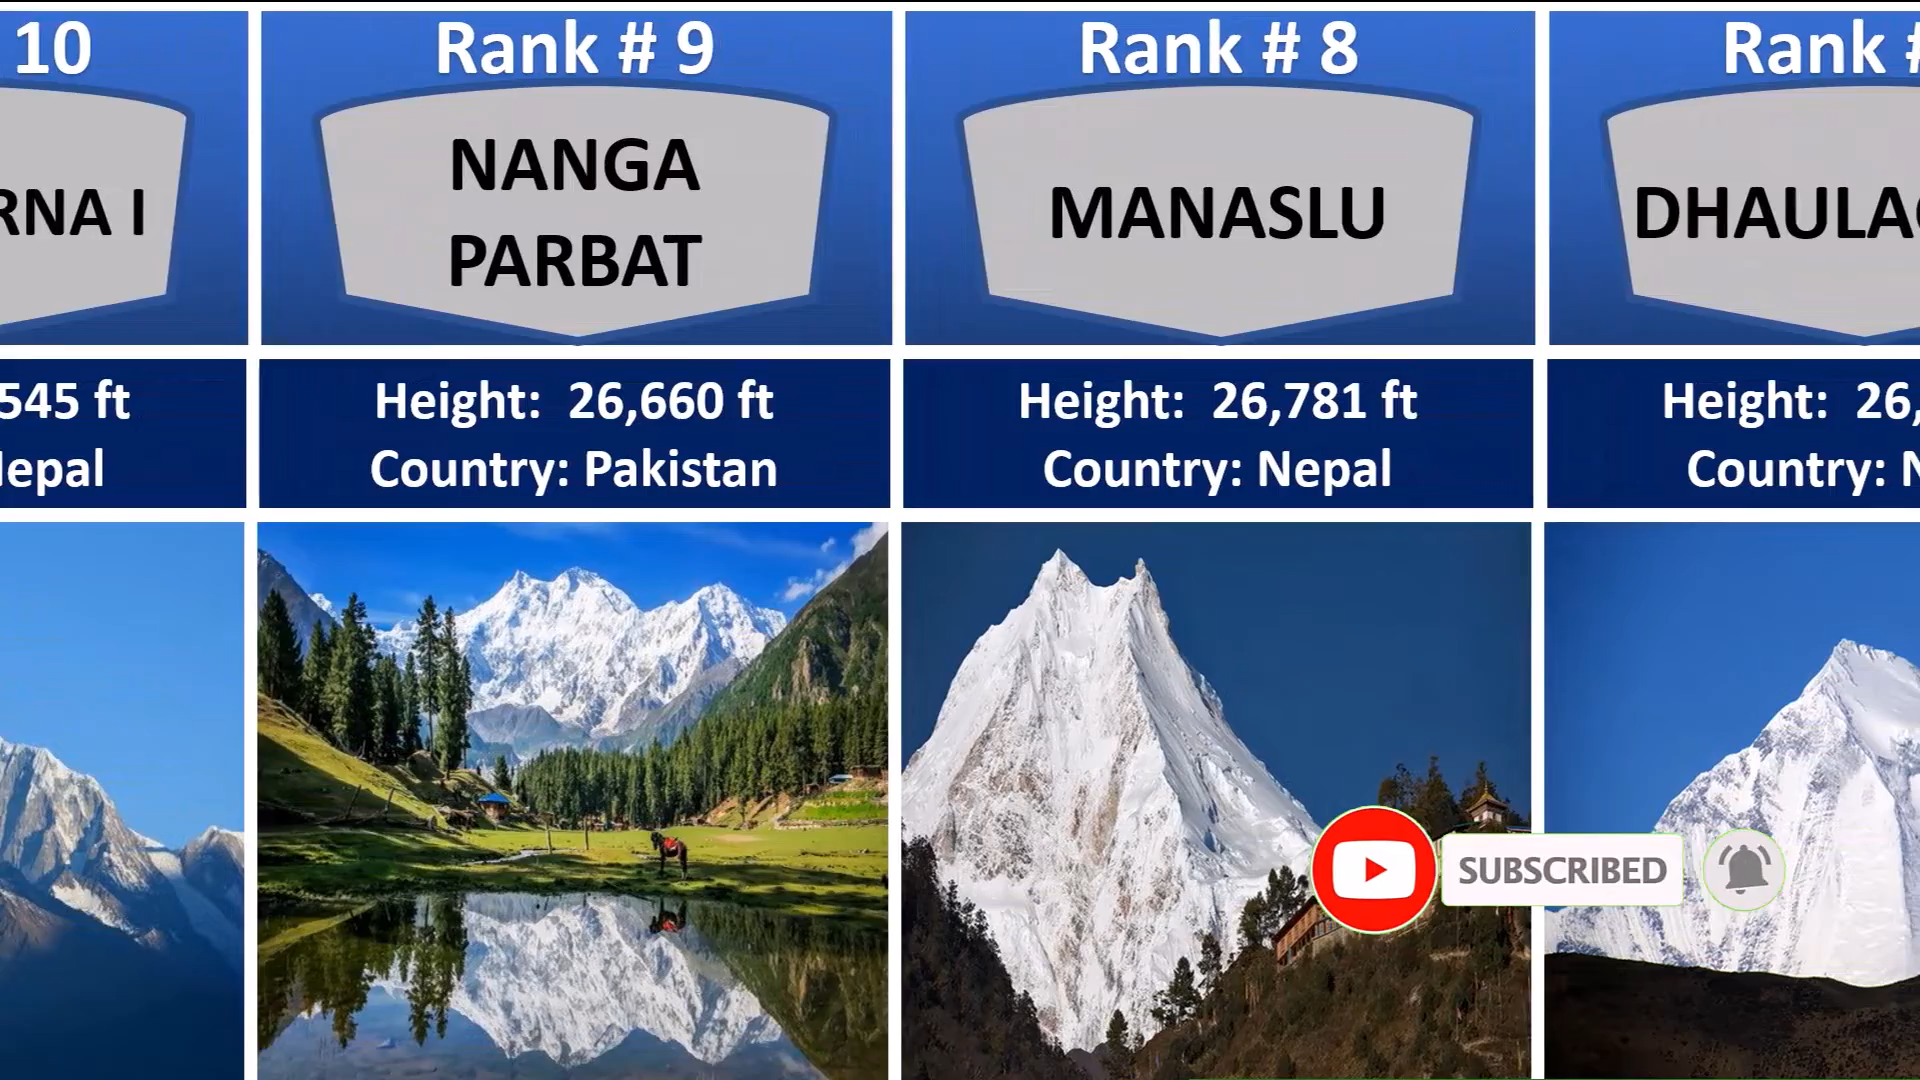 10
RNA I
545 ft
Nepal
Rank # 9
NANGA
PARBAT
Height: 26,660 ft
Country: Pakistan
Rank # 8
MANASLU
Height: 26,781 ft
Country: Nepal
Rank #
DHAULAG
Height: 26,
Country: N
SUBSCRIBED